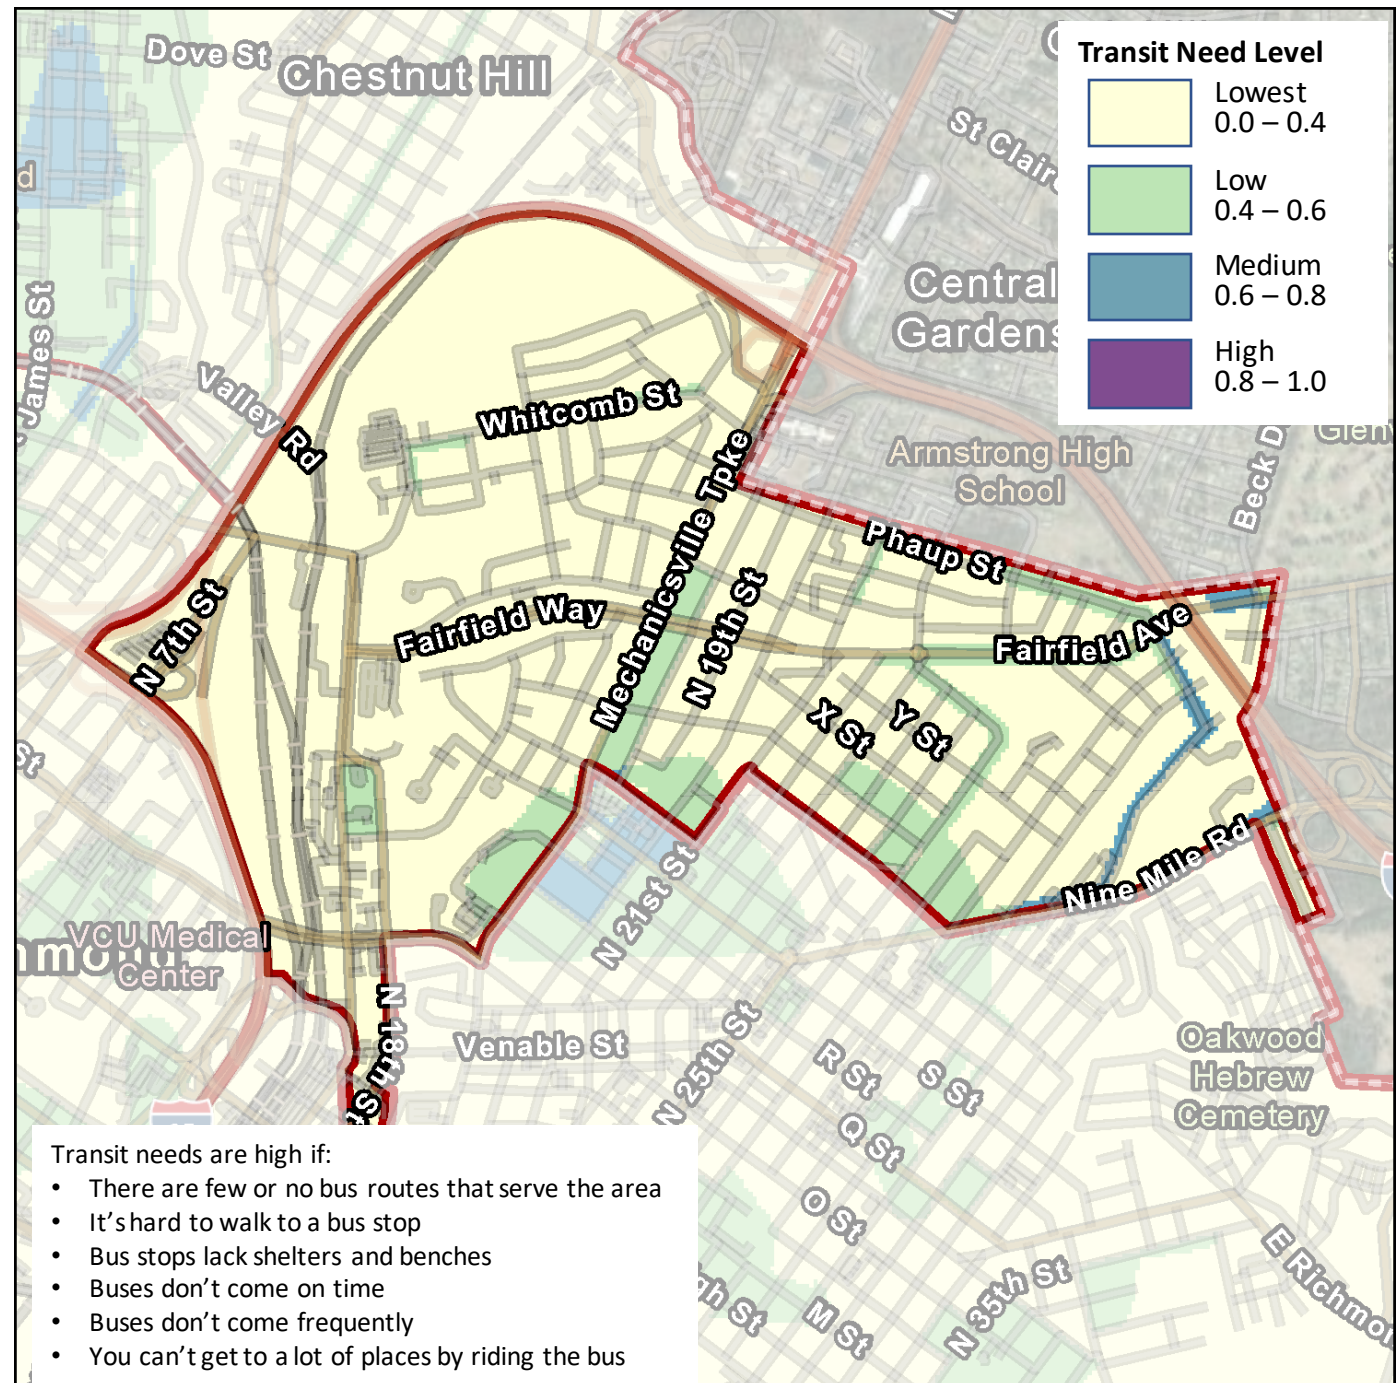 Dove St
Chestnut Hill
St Claire
Transit Need Level
Lowest
0.0 – 0.4
Low
0.4 – 0.6
Medium
0.6 – 0.8
High
0.8 – 1.0
Central
Gardens
James St
Valley Rd
Whitcomb St
Mechanicsville Tpke
Armstrong High
School
Glen
Beck D
Phaup St
N 7th St
Fairfield Way
N 19th St
Fairfield Ave
X St
Y St
St
Nine Mile Rd
N 21st St
VCU Medical
Center
N 18th St
Venable St
N 25th St
R St
S St
Oakwood
Hebrew
Cemetery
Q St
O St
gh St
M St
N 35th St
E Richmon
Transit needs are high if:
• There are few or no bus routes that serve the area
• It's hard to walk to a bus stop
• Bus stops lack shelters and benches
• Buses don't come on time
• Buses don't come frequently
• You can't get to a lot of places by riding the bus